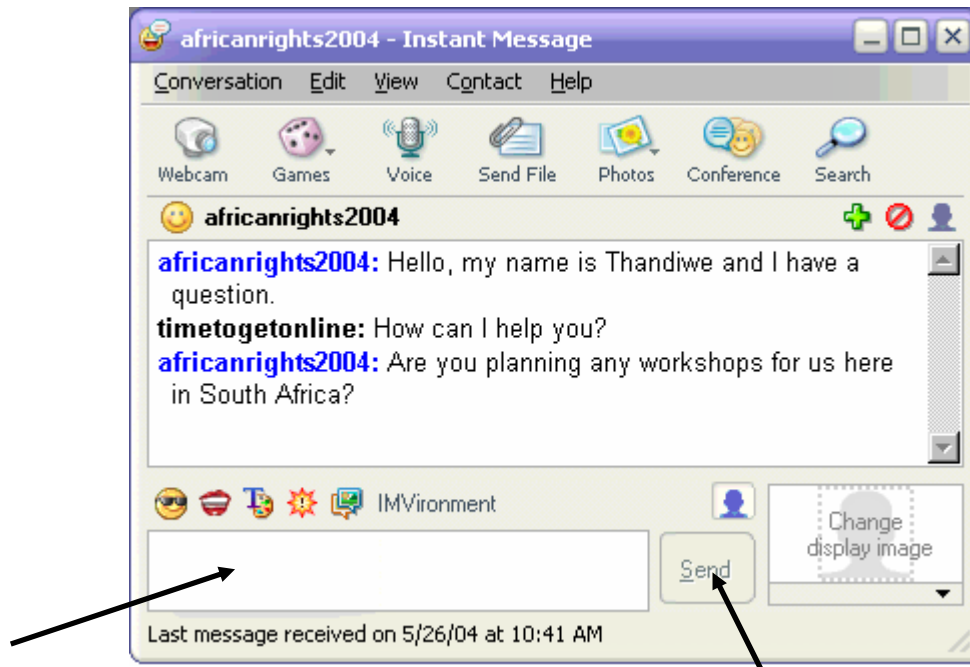 africanrights2004 - Instant Message
Conversation Edit View Contact Help
Webcam Games Voice Send File Photos Conference Search
africanrights2004
africanrights2004: Hello, my name is Thandiwe and I have a
question.
timetogetonline: How can I help you?
africanrights2004: Are you planning any workshops for us here
in South Africa?
IMVironment
Change
display image
Send
Last message received on 5/26/04 at 10:41 AM